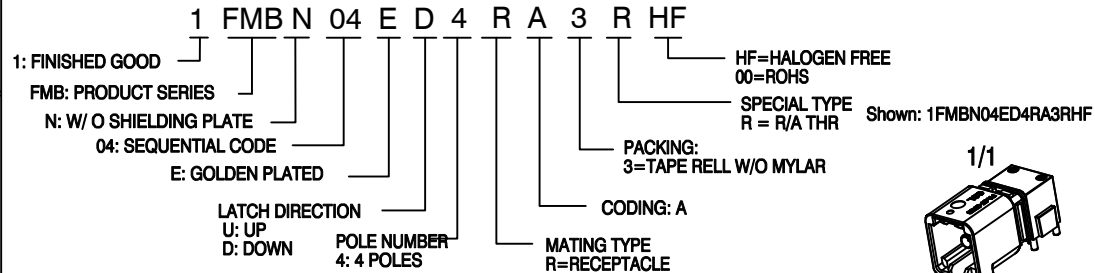 1 FMB N 04 E D 4 R A 3 R HF
1: FINISHED GOOD
FMB: PRODUCT SERIES
N: W/ O SHIELDING PLATE
04: SEQUENTIAL CODE
E: GOLDEN PLATED
LATCH DIRECTION
U: UP
D: DOWN
POLE NUMBER
4: 4 POLES
MATING TYPE
R=RECEPTACLE
CODING: A
PACKING:
3=TAPE RELL W/O MYLAR
SPECIAL TYPE
R = R/A THR
HF=HALOGEN FREE
00=ROHS
Shown: 1FMBN04ED4RA3RHF
1/1